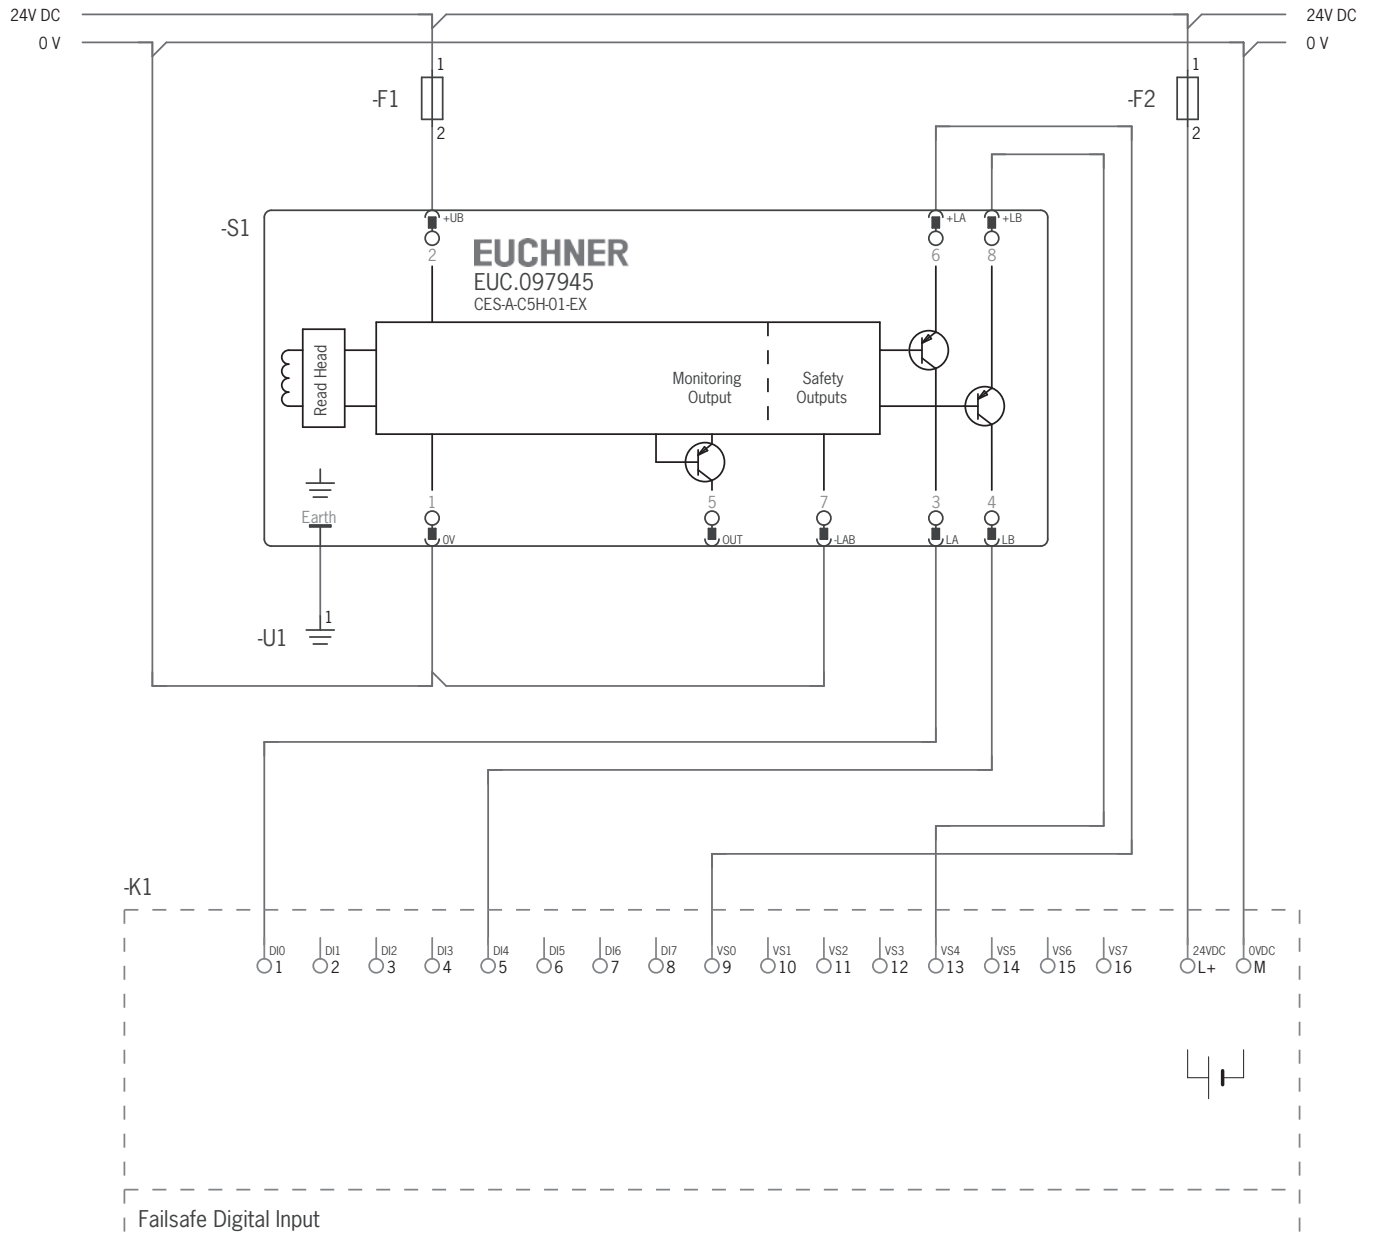 24V DC 24V DC
0 V 0 V
1 1
-F1 -F2
2 2
-S1 +UB +LA +LB
2 6 8
EUCHNER
EUC.097945
CES-A-C5H-01-EX
Read Head
Monitoring Output
Safety Outputs
Earth
1 5 7 3 4
0V OUT -LAB LA LB
1
-U1
-K1
DI0 DI1 DI2 DI3 DI4 DI5 DI6 DI7 VS0 VS1 VS2 VS3 VS4 VS5 VS6 VS7 24VDC 0VDC
1 2 3 4 5 6 7 8 9 10 11 12 13 14 15 16 L+ M
Failsafe Digital Input